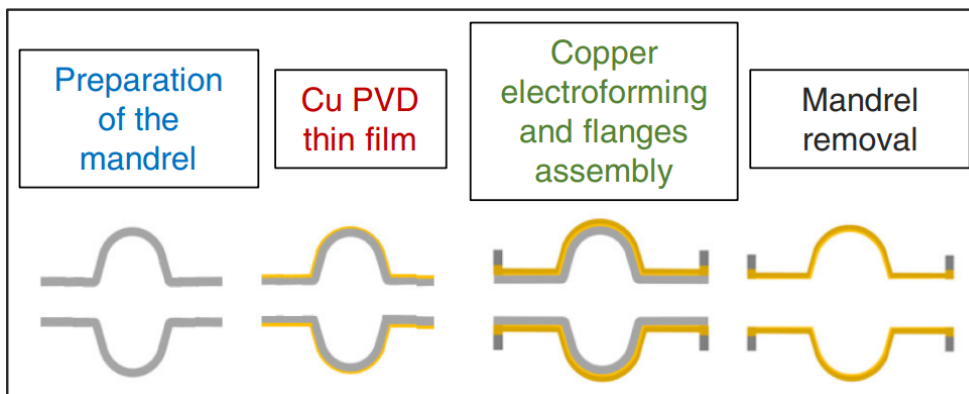 Preparation
of the
mandrel
Cu PVD
thin film
Copper
electroforming
and flanges
assembly
Mandrel
removal